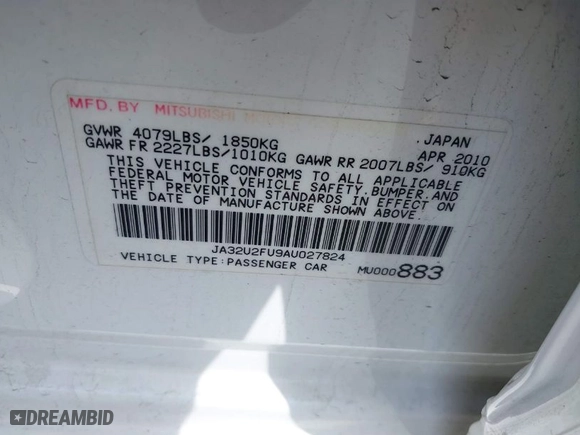 MFD. BY MITSUBISHI
GVWR 4079LBS/ 1850KG JAPAN
GAWR FR 2227LBS/1010KG GAWR RR 2007LBS/ 910KG APR 2010
THIS VEHICLE CONFORMS TO ALL APPLICABLE
FEDERAL MOTOR VEHICLE SAFETY, BUMPER, AND
THEFT PREVENTION STANDARDS IN EFFECT ON
THE DATE OF MANUFACTURE SHOWN ABOVE.
JA32U2FU9AU027824
VEHICLE TYPE:PASSENGER CAR MU000883
DREAMBID